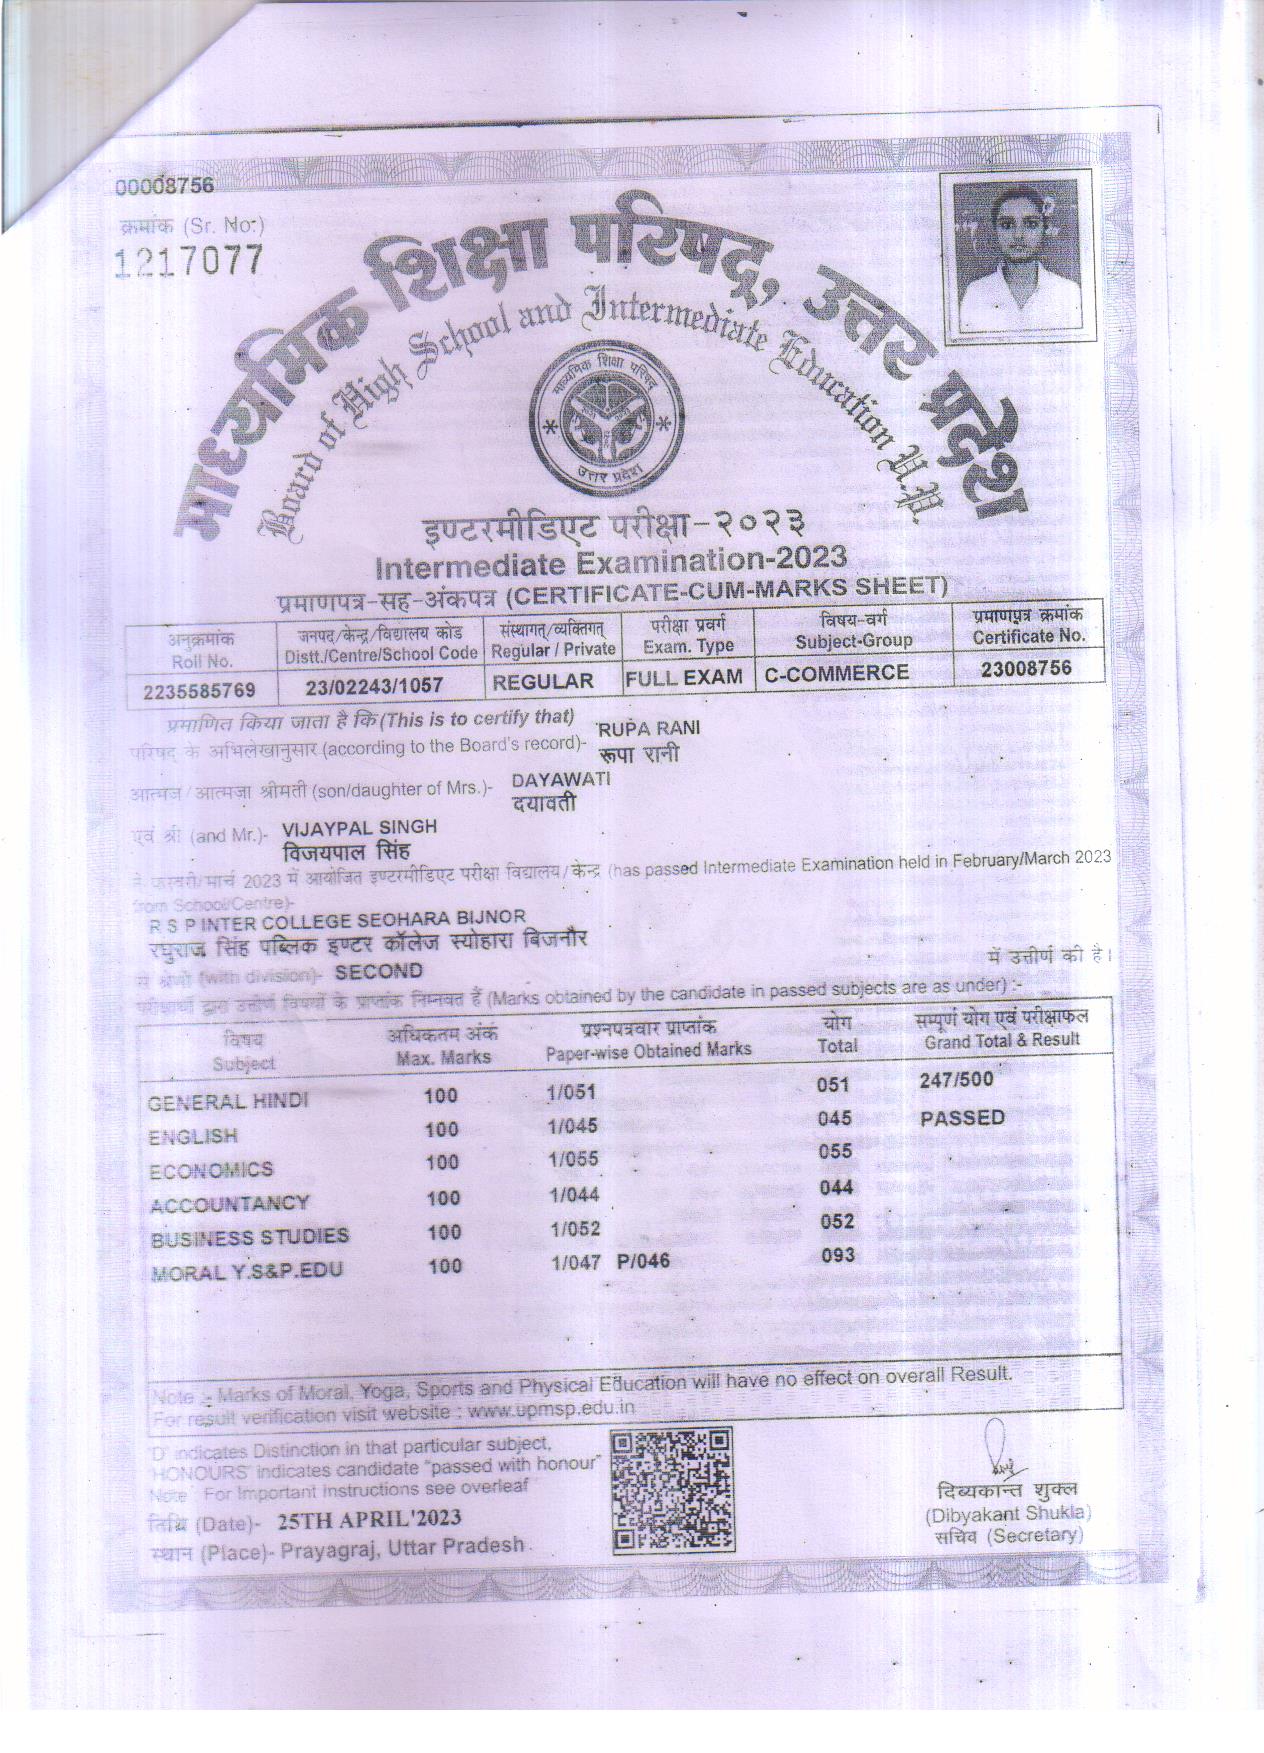 00008756
क्रमांक (Sr. No.)
1217077
माध्यमिक शिक्षा परिषद्, उत्तर प्रदेश
Board of High School and Intermediate Education U.P.
माध्यमिक शिक्षा परिषद
उत्तर प्रदेश
इण्टरमीडिएट परीक्षा-२०२३
Intermediate Examination-2023
प्रमाणपत्र-सह-अंकपत्र (CERTIFICATE-CUM-MARKS SHEET)
अनुक्रमांक जनपद/केन्द्र/विद्यालय कोड संस्थागत्/व्यक्तिगत् परीक्षा प्रवर्ग विषय-वर्ग प्रमाणपत्र क्रमांक
Roll No. Distt./Centre/School Code Regular / Private Exam. Type Subject-Group Certificate No.
2235585769 23/02243/1057 REGULAR FULL EXAM C-COMMERCE 23008756
प्रमाणित किया जाता है कि (This is to certify that) RUPA RANI
परिषद के अभिलेखानुसार (according to the Board's record)- रूपा रानी
आत्मज/आत्मजा श्रीमती (son/daughter of Mrs.)- DAYAWATI
दयावती
एवं श्री (and Mr.)- VIJAYPAL SINGH
विजयपाल सिंह
ने फरवरी/मार्च 2023 में आयोजित इण्टरमीडिएट परीक्षा विद्यालय/केन्द्र (has passed Intermediate Examination held in February/March 2023
from School/Centre)-
R S P INTER COLLEGE SEOHARA BIJNOR
रघुराज सिंह पब्लिक इण्टर कॉलेज स्योहारा बिजनौर
से श्रेणी (with division)- SECOND में उत्तीर्ण की है।
परीक्षार्थी द्वारा उत्तीर्ण विषयों के प्राप्तांक निम्नवत हैं (Marks obtained by the candidate in passed subjects are as under) :-
विषय अधिकतम अंक प्रश्नपत्रवार प्राप्तांक योग सम्पूर्ण योग एवं परीक्षाफल
Subject Max. Marks Paper-wise Obtained Marks Total Grand Total & Result
GENERAL HINDI 100 1/051 051 247/500
ENGLISH 100 1/045 045 PASSED
ECONOMICS 100 1/055 055
ACCOUNTANCY 100 1/044 044
BUSINESS STUDIES 100 1/052 052
MORAL Y.S&P.EDU 100 1/047 P/046 093
Note :- Marks of Moral, Yoga, Sports and Physical Education will have no effect on overall Result.
For result verification visit website : www.upmsp.edu.in
'D' indicates Distinction in that particular subject,
'HONOURS' indicates candidate "passed with honour"
Note : For Important Instructions see overleaf
तिथि (Date)- 25TH APRIL'2023
स्थान (Place)- Prayagraj, Uttar Pradesh.
दिब्यकान्त शुक्ल
(Dibyakant Shukla)
सचिव (Secretary)